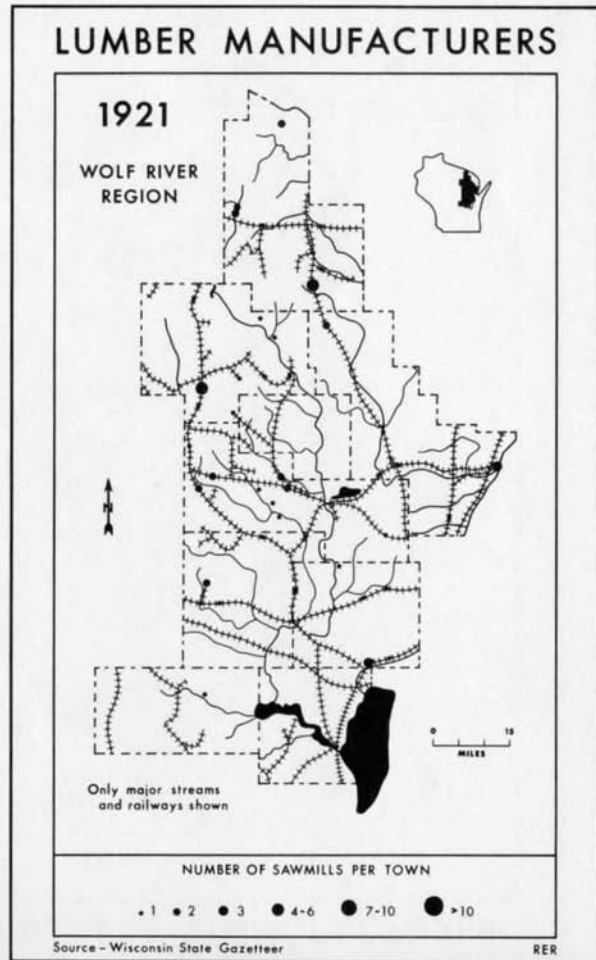 LUMBER MANUFACTURERS
1921
WOLF RIVER
REGION
N
0 15
MILES
Only major streams
and railways shown
NUMBER OF SAWMILLS PER TOWN
1 2 3 4-6 7-10 >10
Source – Wisconsin State Gazetteer RER